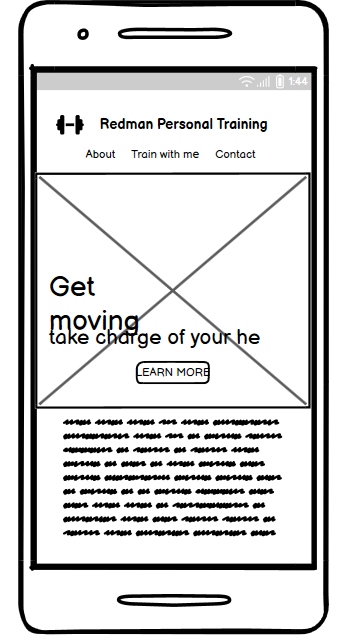 1:44
Redman Personal Training
About Train with me Contact
Get
moving
take charge of your he
LEARN MORE